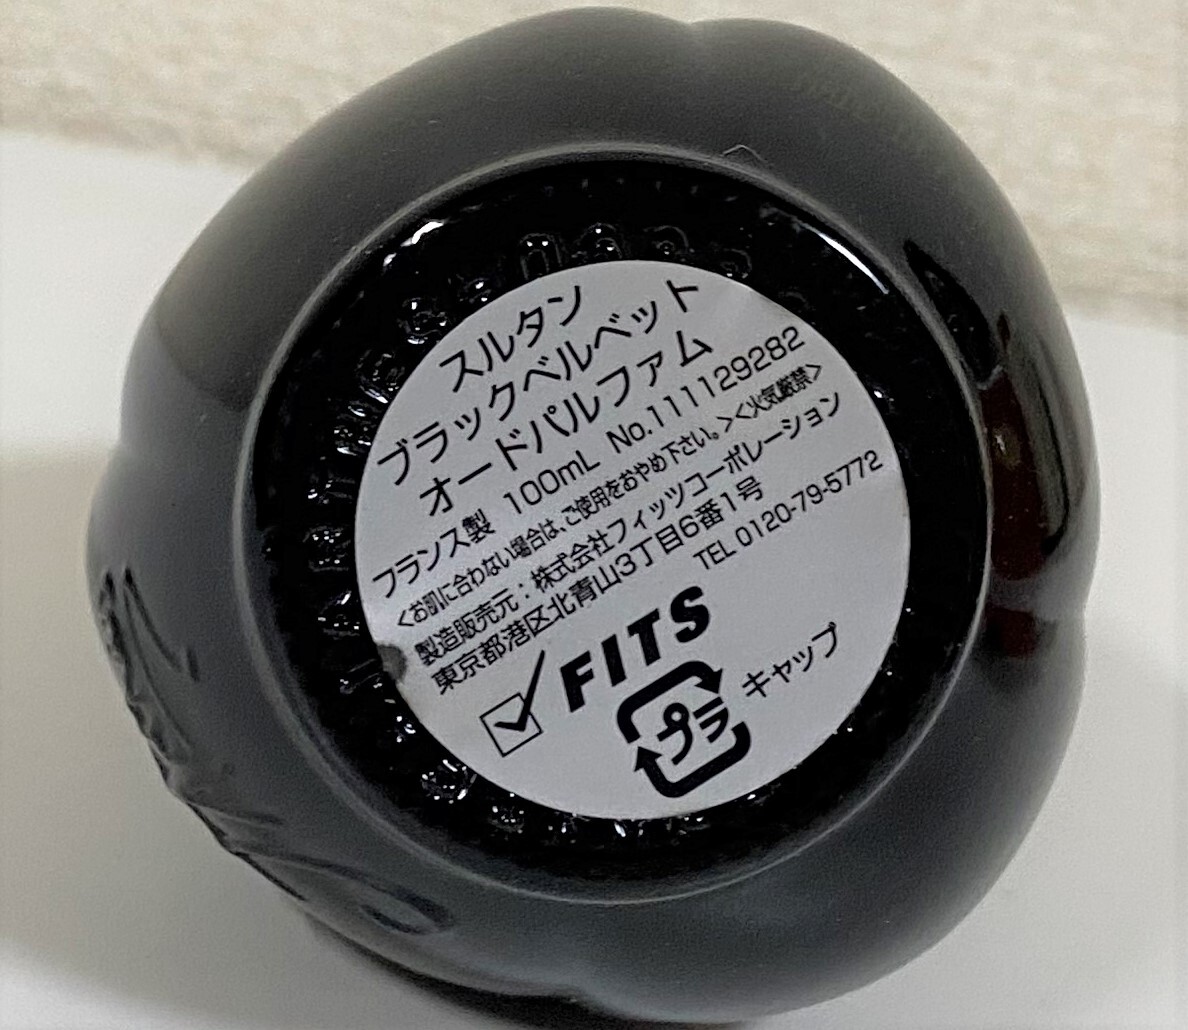 スルタン
ブラックベルベット
オードパルファム
フランス製 100mL No.111129282
<お肌に合わない場合は、ご使用をおやめ下さい。><火気厳禁>
製造販売元：株式会社フィッツコーポレーション
東京都港区北青山3丁目6番1号
TEL 0120-79-5772
FITS
プラ キャップ